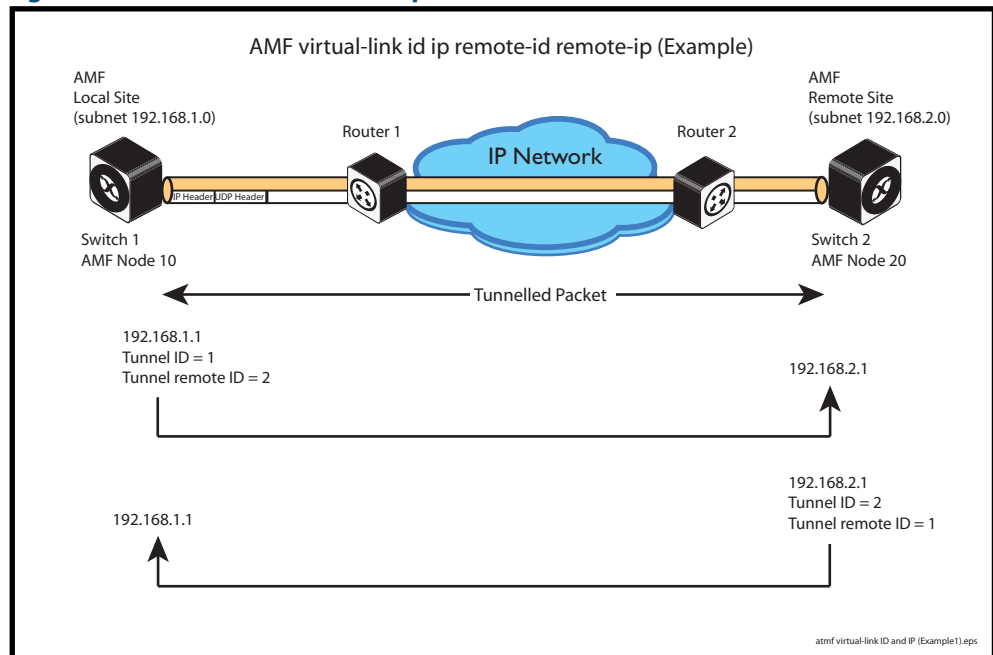 AMF virtual-link id ip remote-id remote-ip (Example)
AMF
Local Site
(subnet 192.168.1.0)
AMF
Remote Site
(subnet 192.168.2.0)
Router 1
IP Network
Router 2
IP Header
UDP Header
Switch 1
AMF Node 10
Switch 2
AMF Node 20
Tunnelled Packet
192.168.1.1
Tunnel ID = 1
Tunnel remote ID = 2
192.168.2.1
192.168.1.1
192.168.2.1
Tunnel ID = 2
Tunnel remote ID = 1
atmf virtual-link ID and IP (Example1).eps